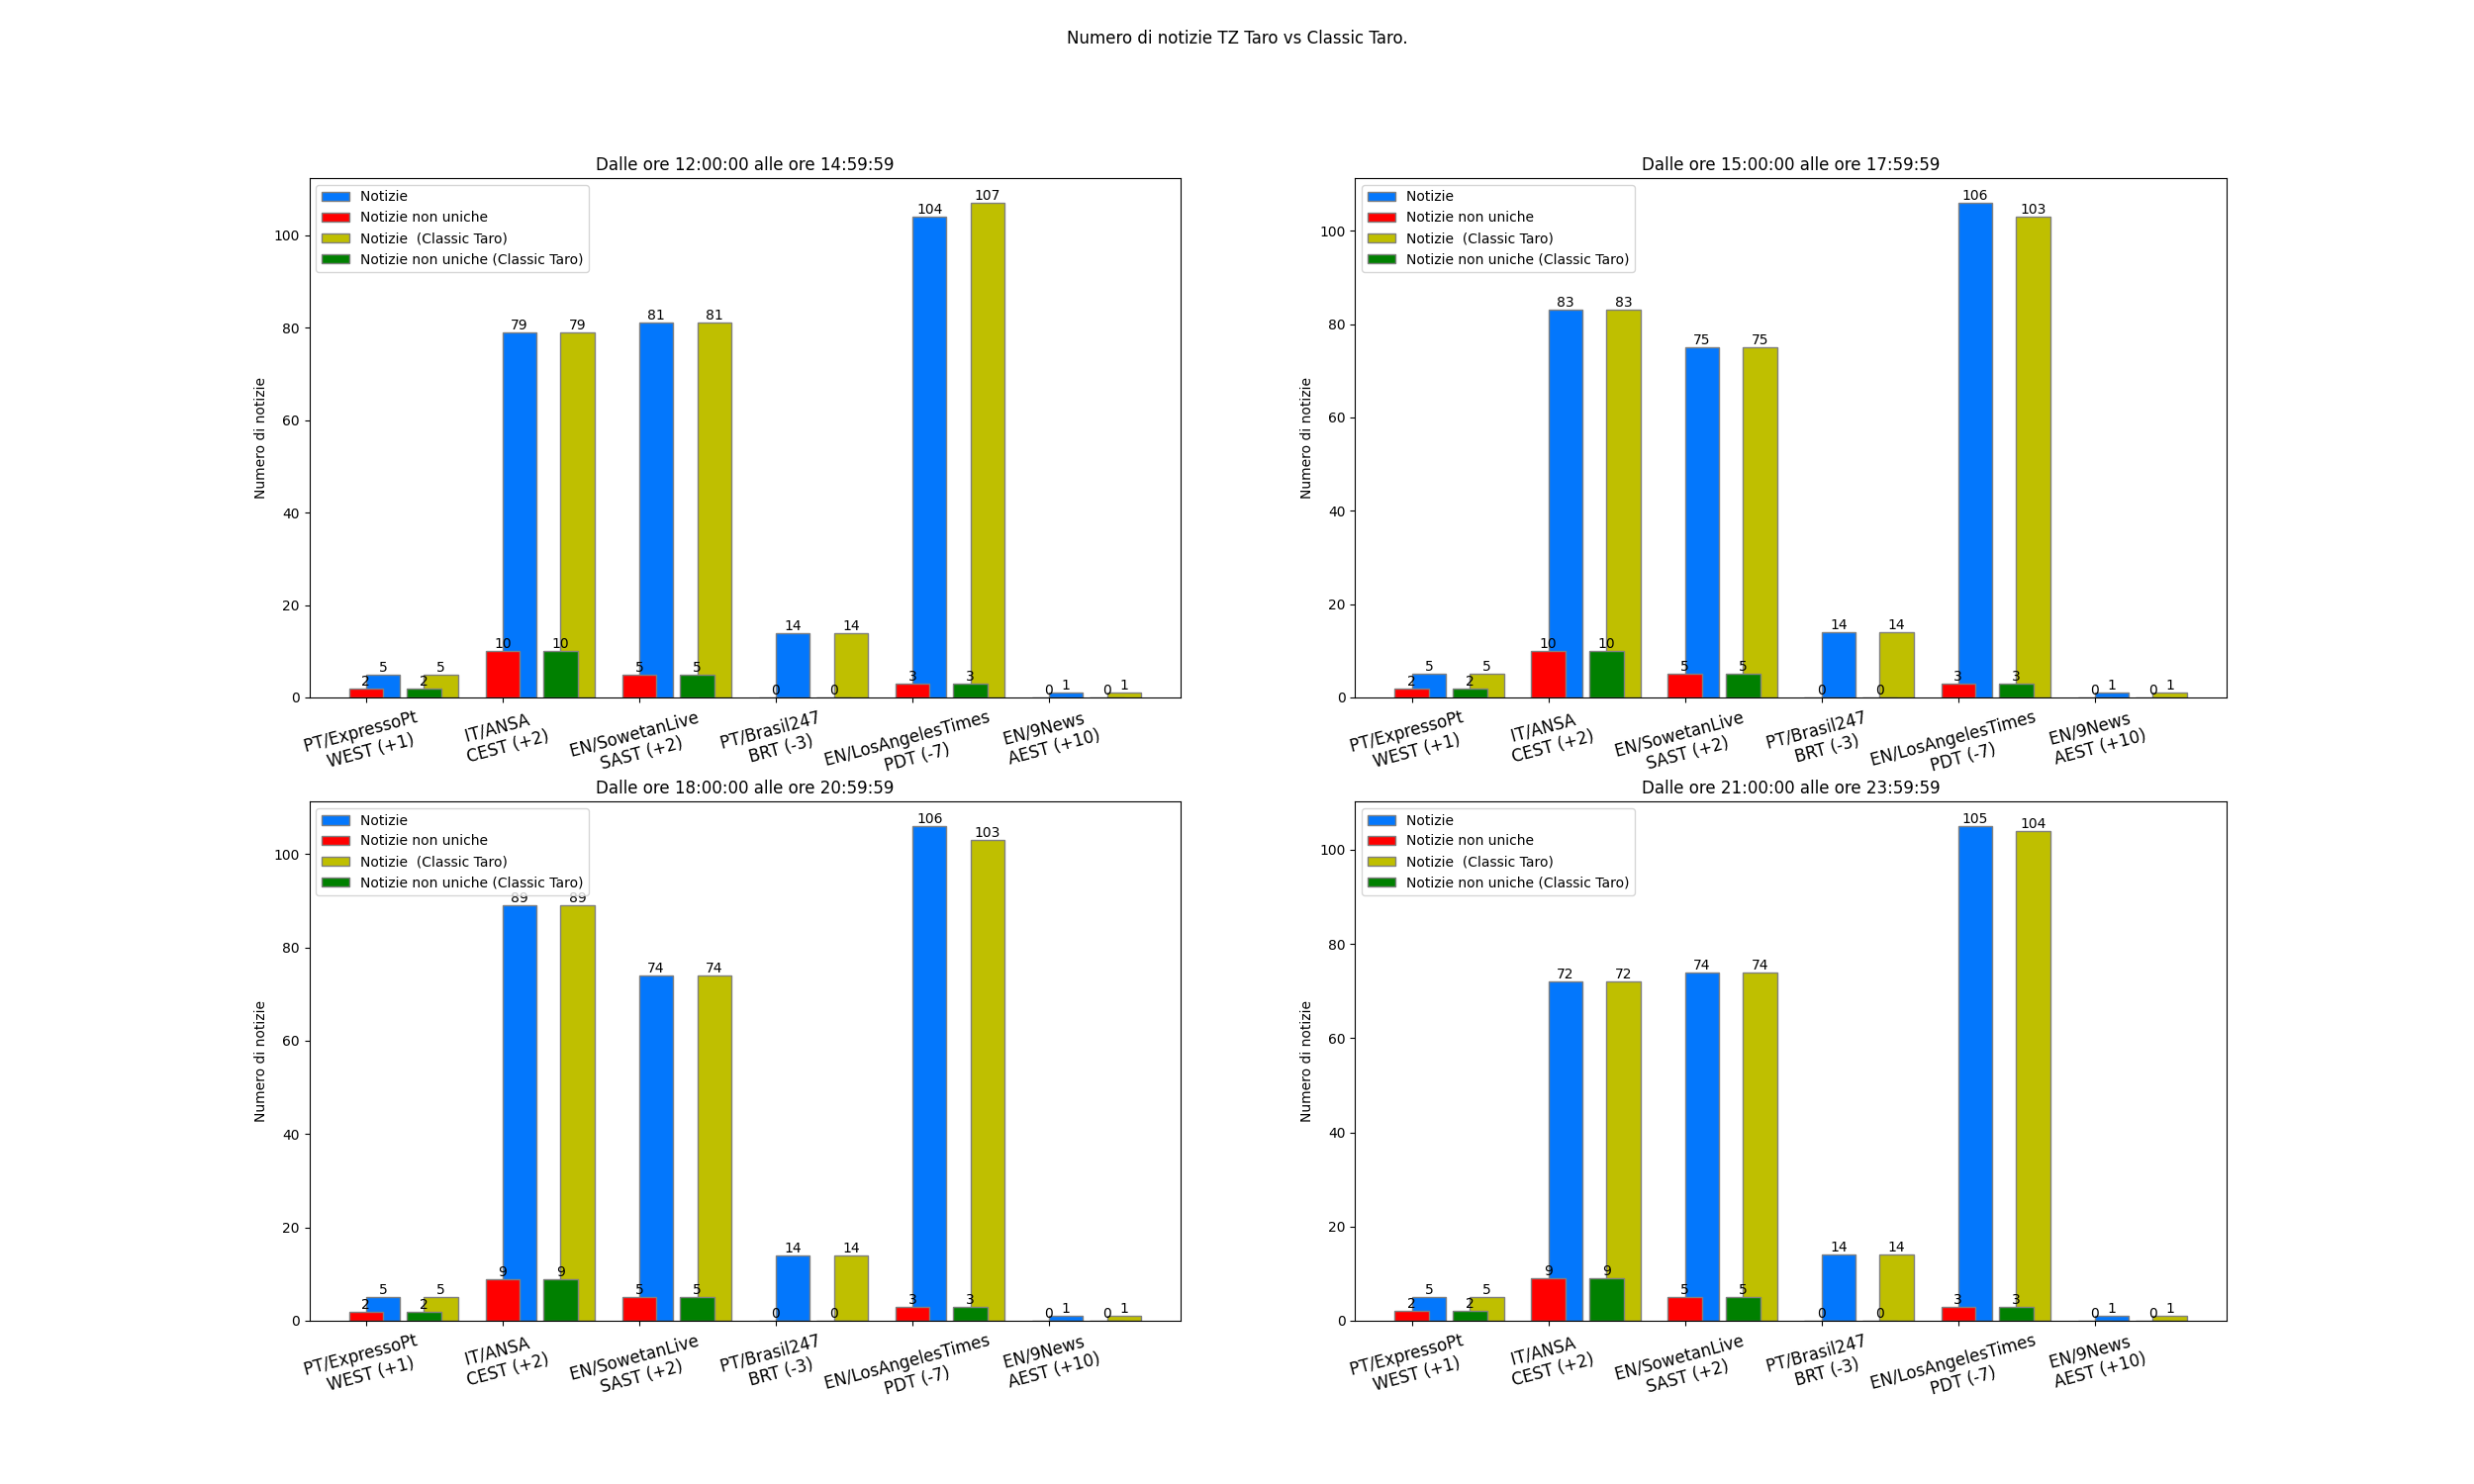 Numero di notizie TZ Taro vs Classic Taro.
Dalle ore 12:00:00 alle ore 14:59:59
Notizie
Notizie non uniche
Notizie  (Classic Taro)
Notizie non uniche (Classic Taro)
Numero di notizie
100
80
60
40
20
0
5 5 79 79 81 81 14 14 104 107 1 1
2 2 10 10 5 5 0 0 3 3 0 0
PT/ExpressoPt
WEST (+1)
IT/ANSA
CEST (+2)
EN/SowetanLive
SAST (+2)
PT/Brasil247
BRT (-3)
EN/LosAngelesTimes
PDT (-7)
EN/9News
AEST (+10)
Dalle ore 15:00:00 alle ore 17:59:59
Notizie
Notizie non uniche
Notizie  (Classic Taro)
Notizie non uniche (Classic Taro)
Numero di notizie
100
80
60
40
20
0
5 5 83 83 75 75 14 14 106 103 1 1
2 2 10 10 5 5 0 0 3 3 0 0
PT/ExpressoPt
WEST (+1)
IT/ANSA
CEST (+2)
EN/SowetanLive
SAST (+2)
PT/Brasil247
BRT (-3)
EN/LosAngelesTimes
PDT (-7)
EN/9News
AEST (+10)
Dalle ore 18:00:00 alle ore 20:59:59
Notizie
Notizie non uniche
Notizie  (Classic Taro)
Notizie non uniche (Classic Taro)
Numero di notizie
100
80
60
40
20
0
5 5 89 89 74 74 14 14 106 103 1 1
2 2 9 9 5 5 0 0 3 3 0 0
PT/ExpressoPt
WEST (+1)
IT/ANSA
CEST (+2)
EN/SowetanLive
SAST (+2)
PT/Brasil247
BRT (-3)
EN/LosAngelesTimes
PDT (-7)
EN/9News
AEST (+10)
Dalle ore 21:00:00 alle ore 23:59:59
Notizie
Notizie non uniche
Notizie  (Classic Taro)
Notizie non uniche (Classic Taro)
Numero di notizie
100
80
60
40
20
0
5 5 72 72 74 74 14 14 105 104 1 1
2 2 9 9 5 5 0 0 3 3 0 0
PT/ExpressoPt
WEST (+1)
IT/ANSA
CEST (+2)
EN/SowetanLive
SAST (+2)
PT/Brasil247
BRT (-3)
EN/LosAngelesTimes
PDT (-7)
EN/9News
AEST (+10)